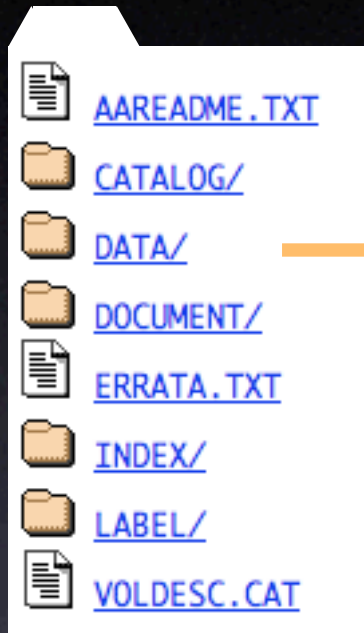 AAREADME.TXT
CATALOG/
DATA/
DOCUMENT/
ERRATA.TXT
INDEX/
LABEL/
VOLDESC.CAT